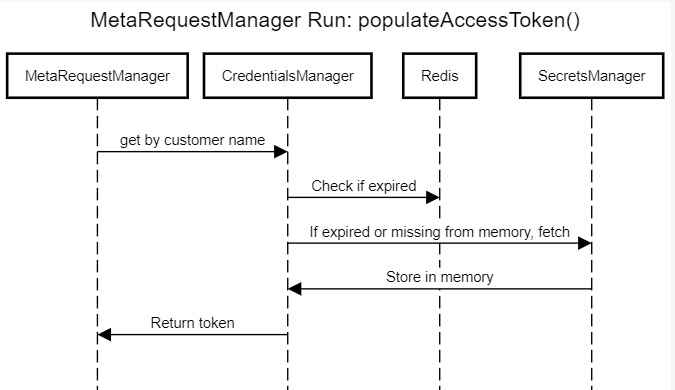 MetaRequestManager Run: populateAccessToken()
MetaRequestManager
CredentialsManager
Redis
SecretsManager
get by customer name
Check if expired
If expired or missing from memory, fetch
Store in memory
Return token